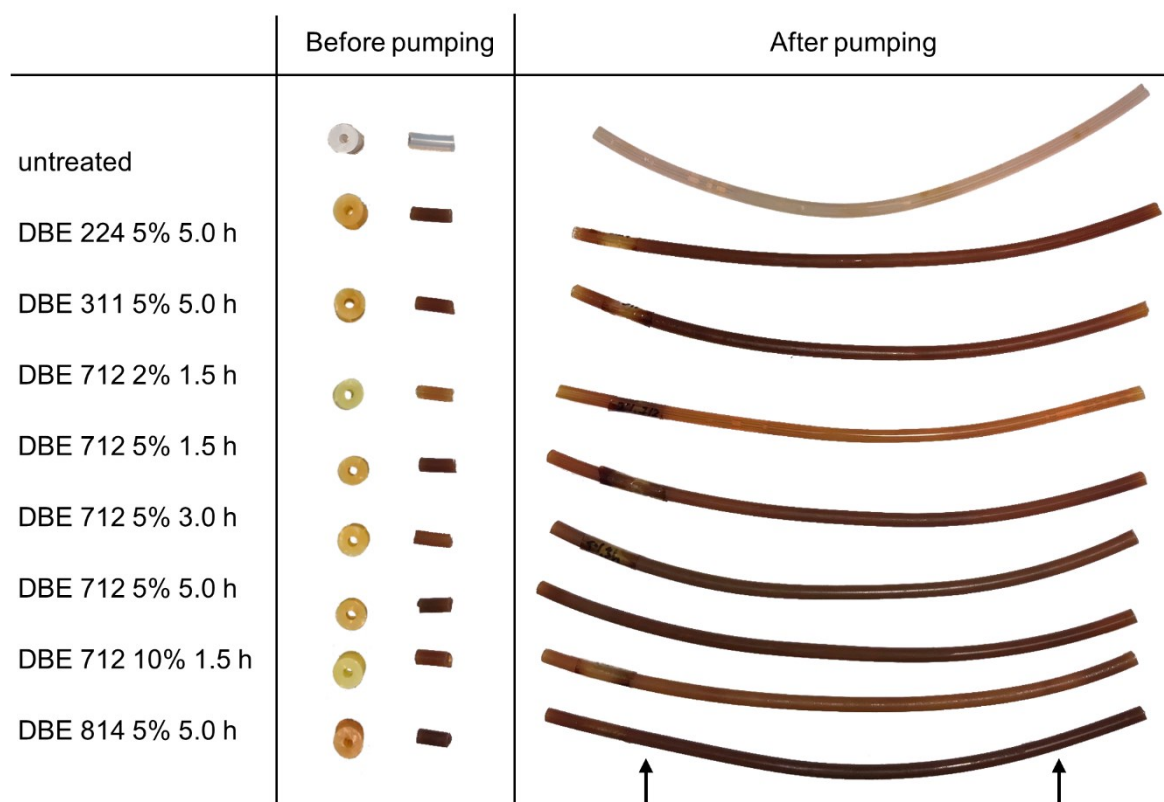 Before pumping
After pumping
untreated
DBE 224 5% 5.0 h
DBE 311 5% 5.0 h
DBE 712 2% 1.5 h
DBE 712 5% 1.5 h
DBE 712 5% 3.0 h
DBE 712 5% 5.0 h
DBE 712 10% 1.5 h
DBE 814 5% 5.0 h